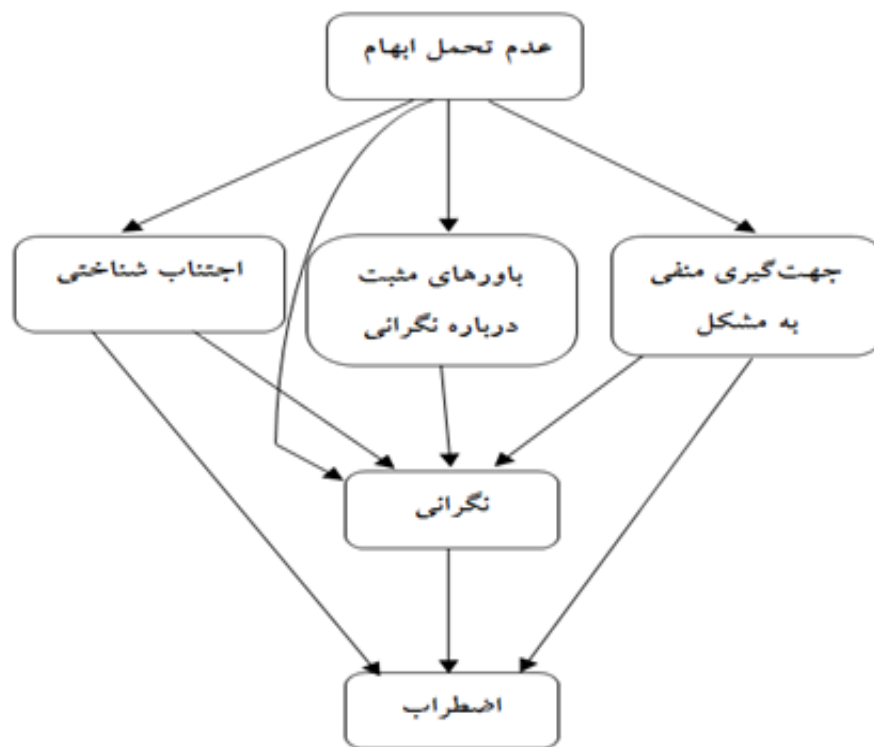 عدم تحمل ابهام
جهت‌گیری منفی
به مشکل
باورهای مثبت
درباره نگرانی
اجتناب شناختی
نگرانی
اضطراب